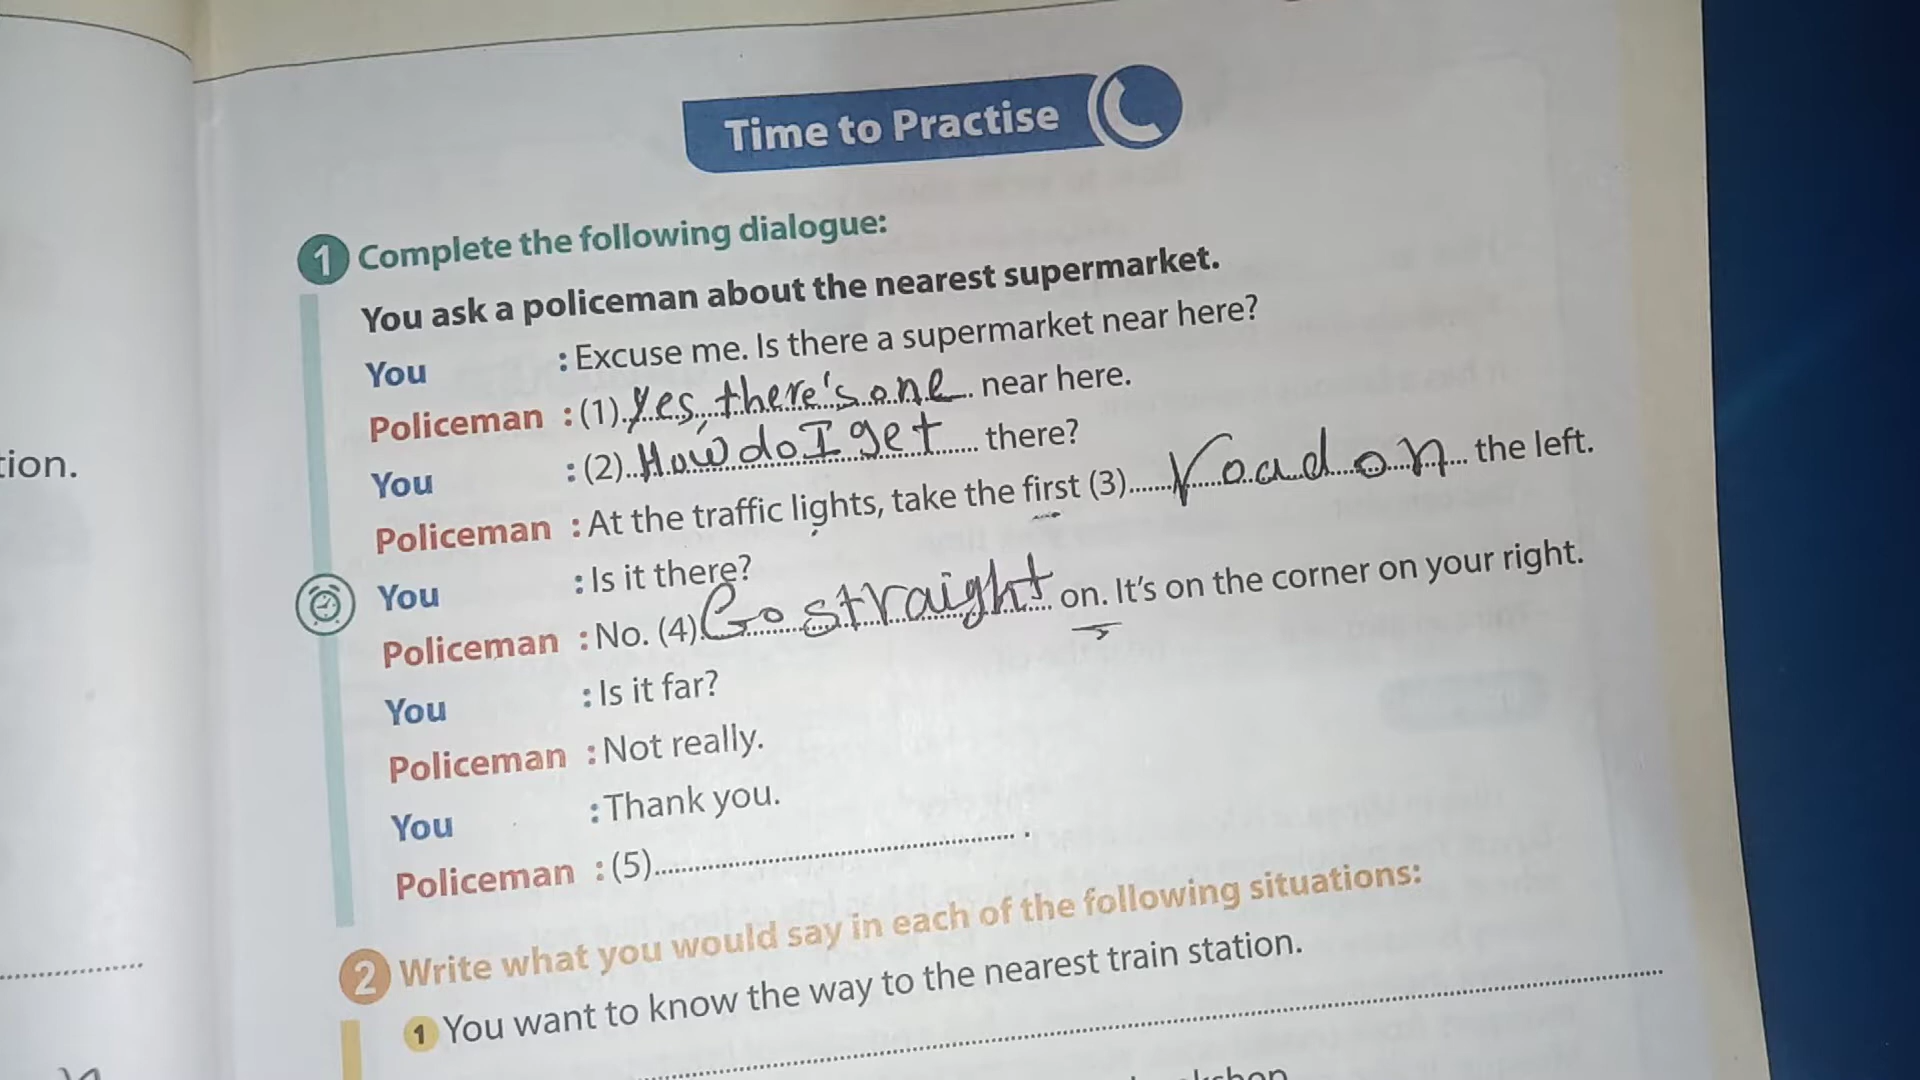 Time to Practise
1 Complete the following dialogue:
You ask a policeman about the nearest supermarket.
You : Excuse me. Is there a supermarket near here?
Policeman : (1) Yes, there's one near here.
You : (2) How do I get there?
tion.
Policeman : At the traffic lights, take the first (3) road on the left.
You : Is it there?
Policeman : No. (4) Go straight on. It's on the corner on your right.
You : Is it far?
Policeman : Not really.
You : Thank you.
Policeman : (5) .
2 Write what you would say in each of the following situations:
1 You want to know the way to the nearest train station.